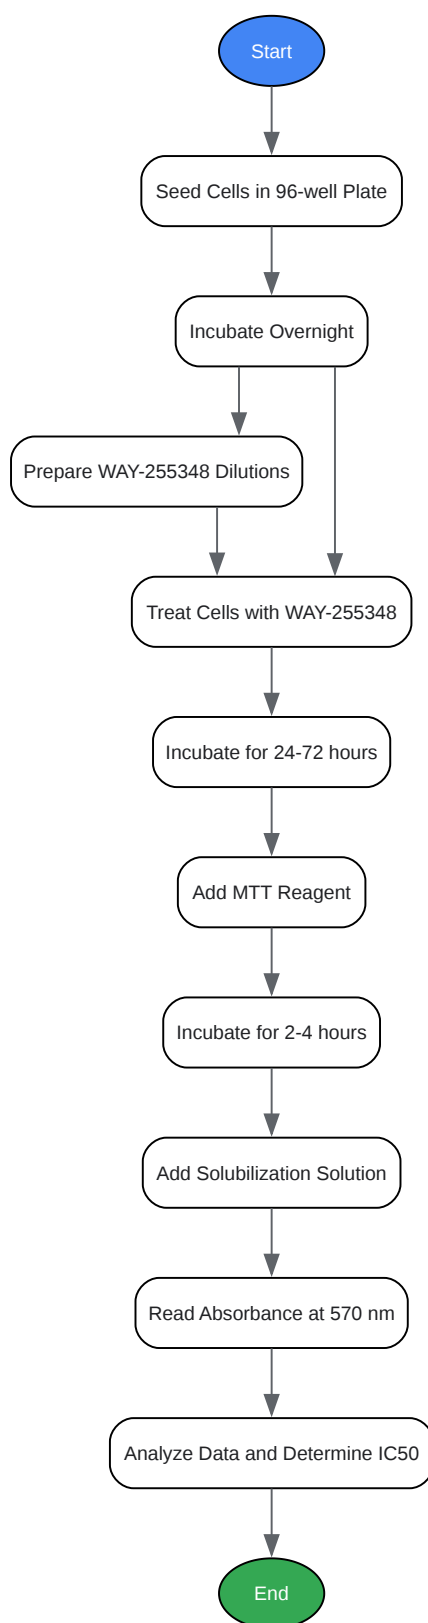 Start
Seed Cells in 96-well Plate
Incubate Overnight
Prepare WAY-255348 Dilutions
Treat Cells with WAY-255348
Incubate for 24-72 hours
Add MTT Reagent
Incubate for 2-4 hours
Add Solubilization Solution
Read Absorbance at 570 nm
Analyze Data and Determine IC50
End